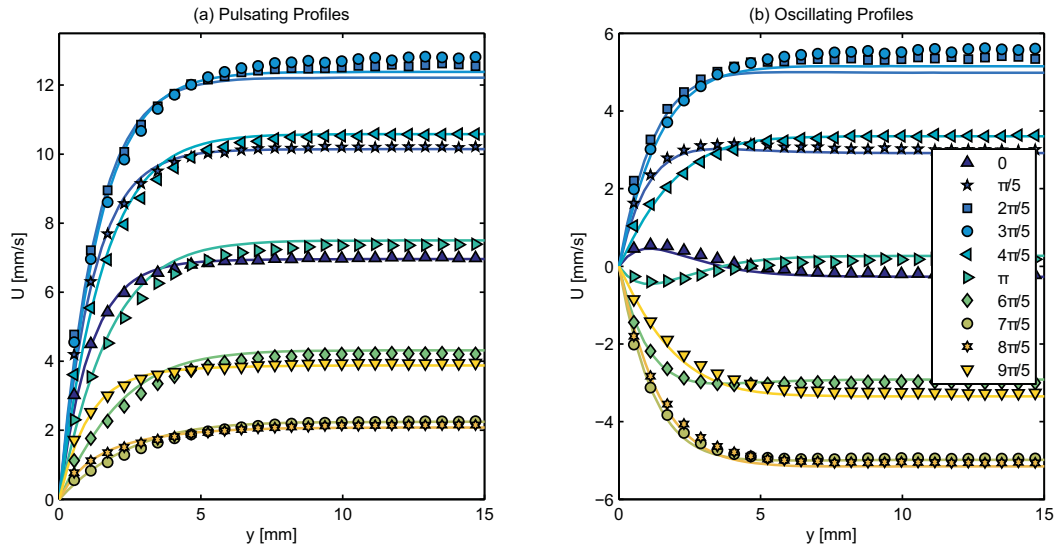 (a) Pulsating Profiles
U [mm/s]
12
10
8
6
4
2
0
0 5 10 15
y [mm]
(b) Oscillating Profiles
U [mm/s]
6
4
2
0
−2
−4
−6
0 5 10 15
y [mm]
0
π/5
2π/5
3π/5
4π/5
π
6π/5
7π/5
8π/5
9π/5